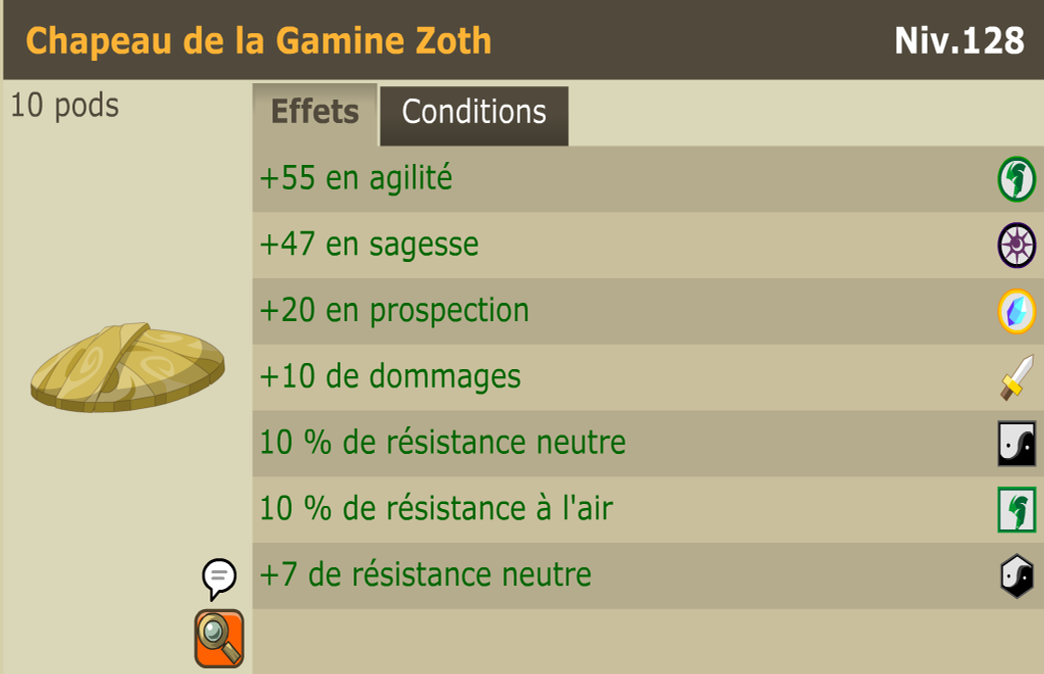 Chapeau de la Gamine Zoth
Niv.128
10 pods
Effets
Conditions
+55 en agilité
+47 en sagesse
+20 en prospection
+10 de dommages
10 % de résistance neutre
10 % de résistance à l'air
+7 de résistance neutre